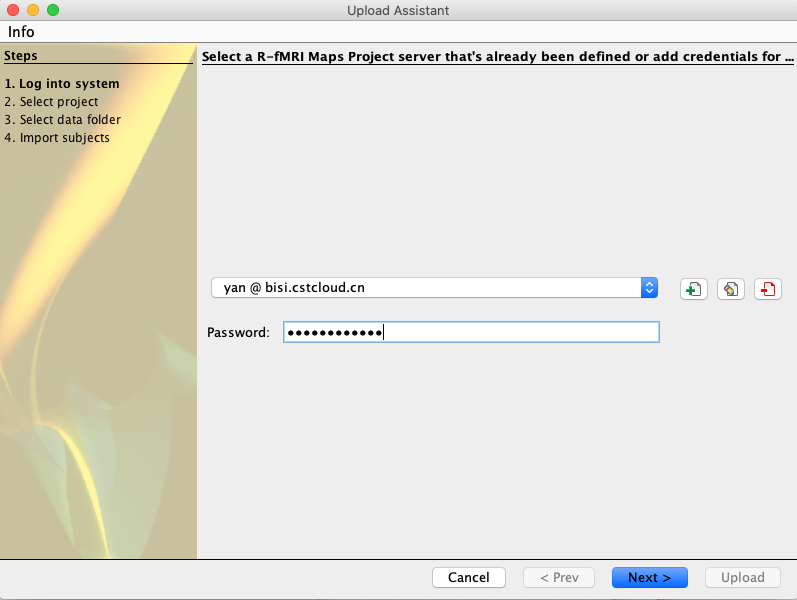 Upload Assistant
Info
Steps
1. Log into system
2. Select project
3. Select data folder
4. Import subjects
Select a R-fMRI Maps Project server that's already been defined or add credentials for ...
yan @ bisi.cstcloud.cn
Password: ••••••••••••
Cancel
< Prev
Next >
Upload